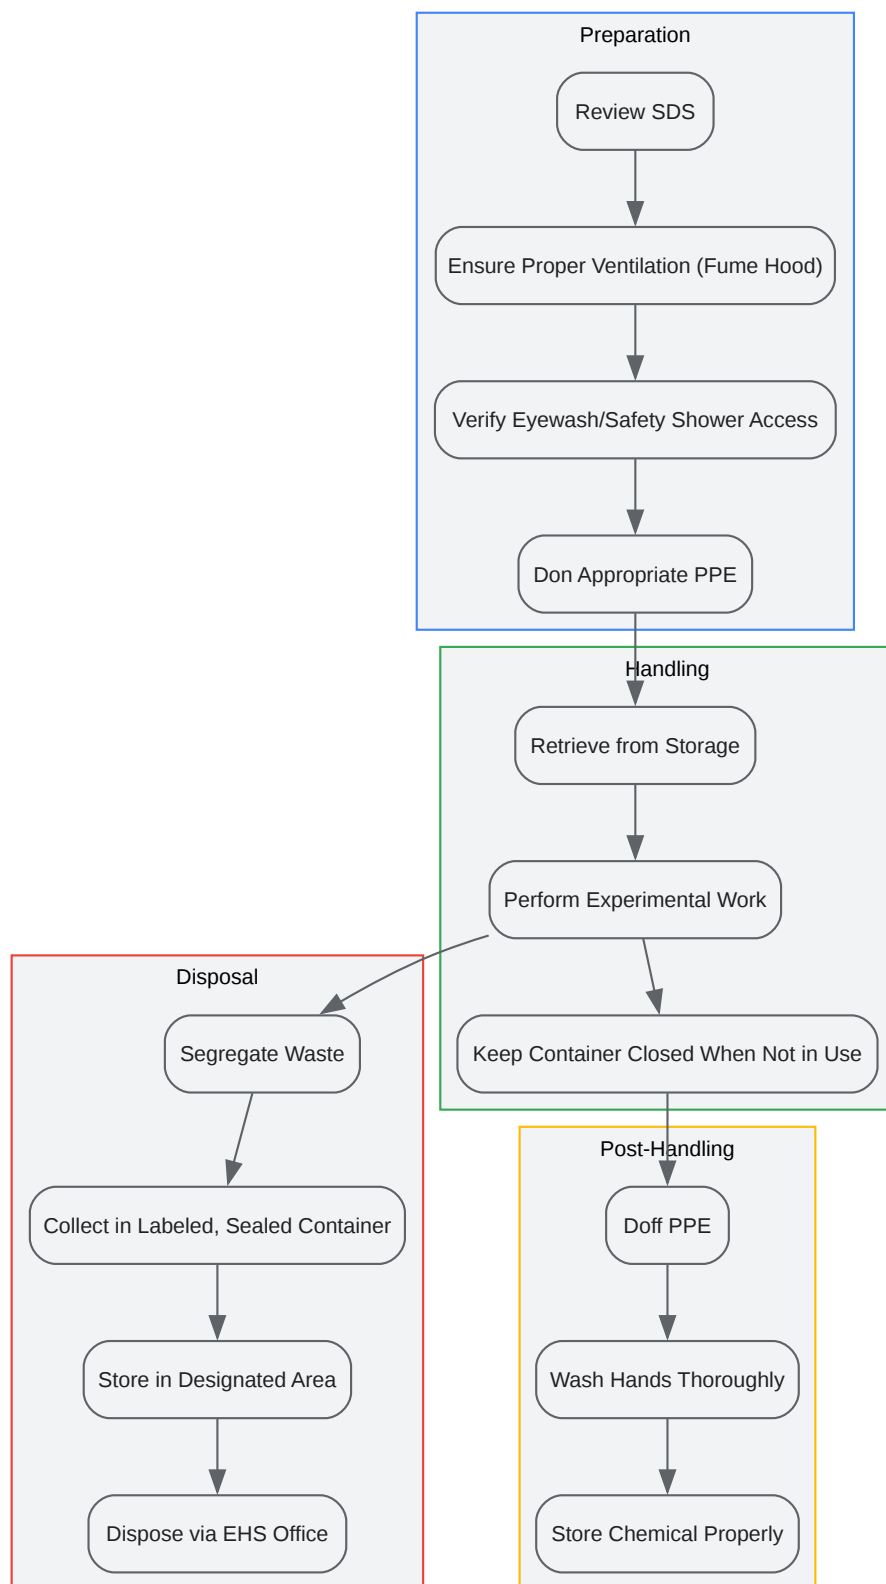 Preparation
Review SDS
Ensure Proper Ventilation (Fume Hood)
Verify Eyewash/Safety Shower Access
Don Appropriate PPE
Handling
Retrieve from Storage
Perform Experimental Work
Keep Container Closed When Not in Use
Disposal
Segregate Waste
Collect in Labeled, Sealed Container
Store in Designated Area
Dispose via EHS Office
Post-Handling
Doff PPE
Wash Hands Thoroughly
Store Chemical Properly